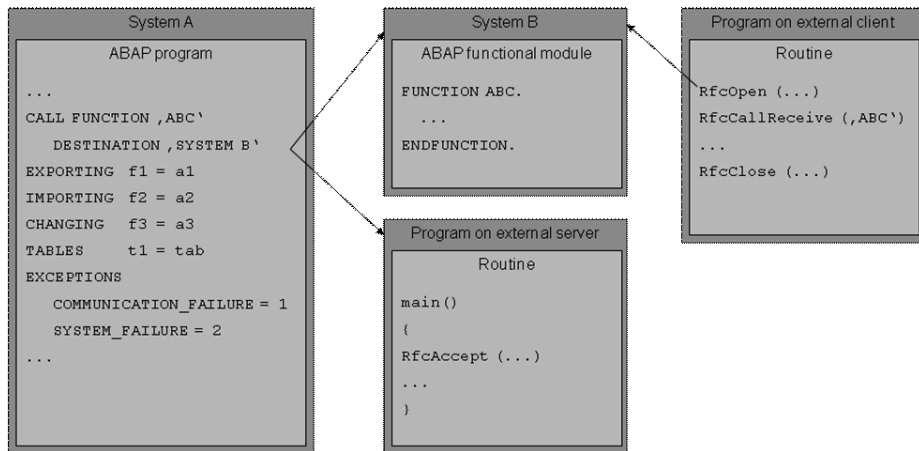 System A
ABAP program
...
CALL FUNCTION ‚ABC‘
DESTINATION ‚SYSTEM B‘
EXPORTING f1 = a1
IMPORTING f2 = a2
CHANGING f3 = a3
TABLES t1 = tab
EXCEPTIONS
COMMUNICATION_FAILURE = 1
SYSTEM_FAILURE = 2
...
System B
ABAP functional module
FUNCTION ABC.
...
ENDFUNCTION.
Program on external server
Routine
main()
{
RfcAccept (...)
...
}
Program on external client
Routine
RfcOpen (...)
RfcCallReceive (‚ABC‘)
...
RfcClose (...)